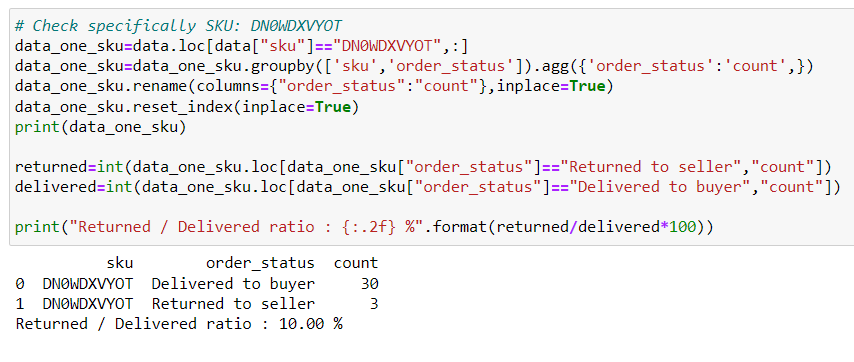 # Check specifically SKU: DN0WDXVYOT
data_one_sku=data.loc[data["sku"]=="DN0WDXVYOT",:]
data_one_sku=data_one_sku.groupby(['sku','order_status']).agg({'order_status':'count',})
data_one_sku.rename(columns={"order_status":"count"},inplace=True)
data_one_sku.reset_index(inplace=True)
print(data_one_sku)
returned=int(data_one_sku.loc[data_one_sku["order_status"]=="Returned to seller","count"])
delivered=int(data_one_sku.loc[data_one_sku["order_status"]=="Delivered to buyer","count"])
print("Returned / Delivered ratio : {:.2f} %".format(returned/delivered*100))
sku order_status count
0 DN0WDXVYOT Delivered to buyer 30
1 DN0WDXVYOT Returned to seller 3
Returned / Delivered ratio : 10.00 %